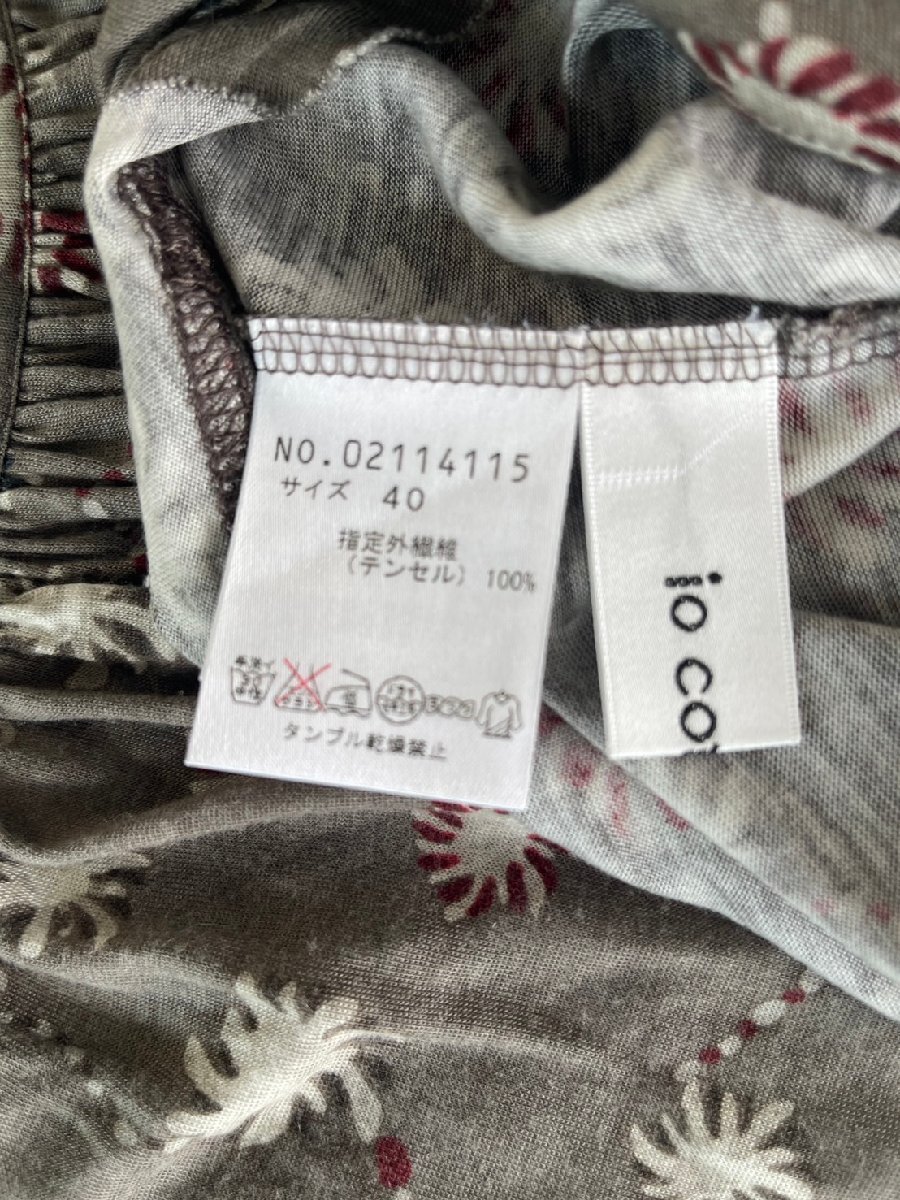 NO.02114115
サイズ 40
指定外繊維
（テンセル）100%
タンブル乾燥禁止
io co